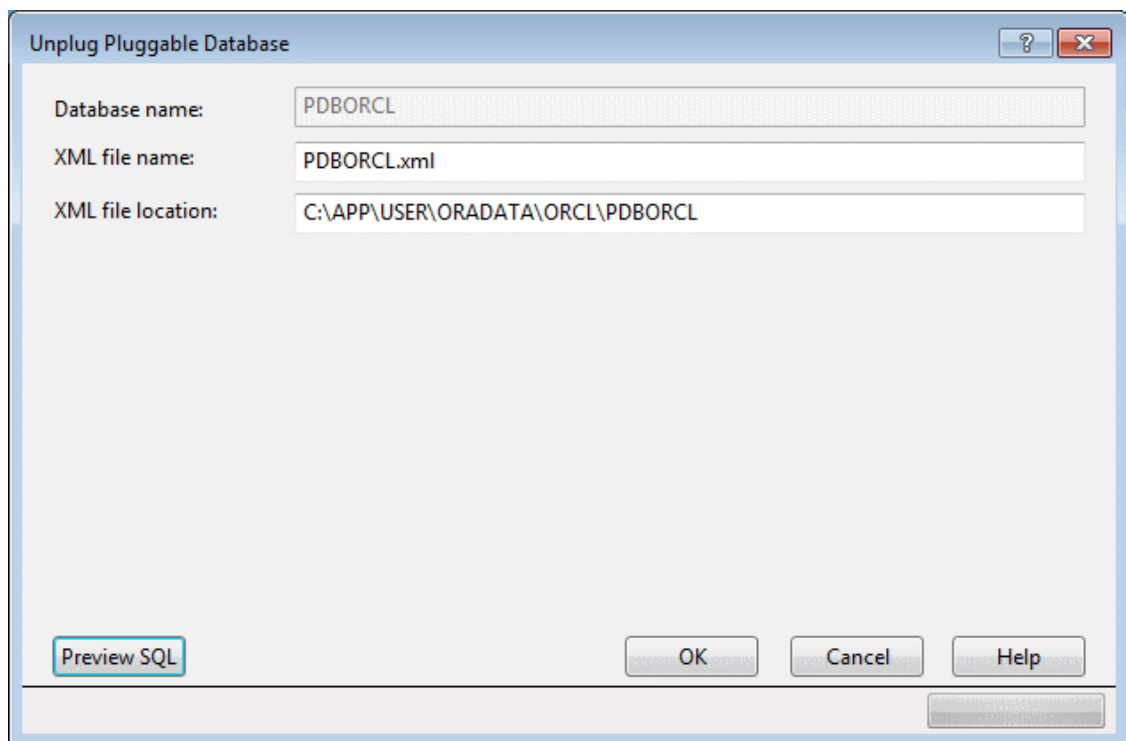 Unplug Pluggable Database
?
Database name: PDBORCL
XML file name: PDBORCL.xml
XML file location: C:\APP\USER\ORADATA\ORCL\PDBORCL
Preview SQL OK Cancel Help